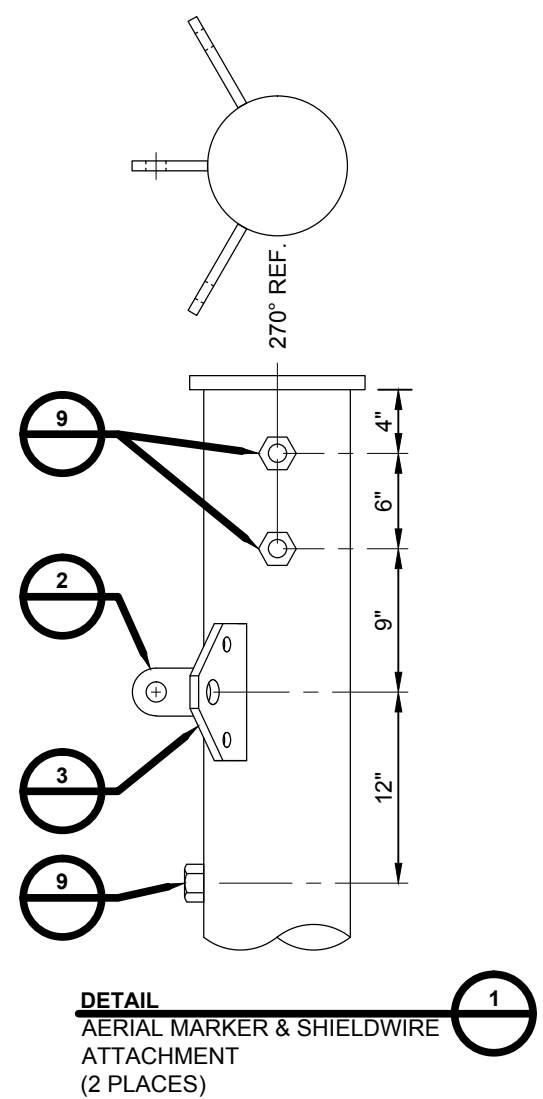 270° REF.
4"
9
6"
2
9"
3
12"
9
DETAIL
1
AERIAL MARKER & SHIELDWIRE
ATTACHMENT
(2 PLACES)